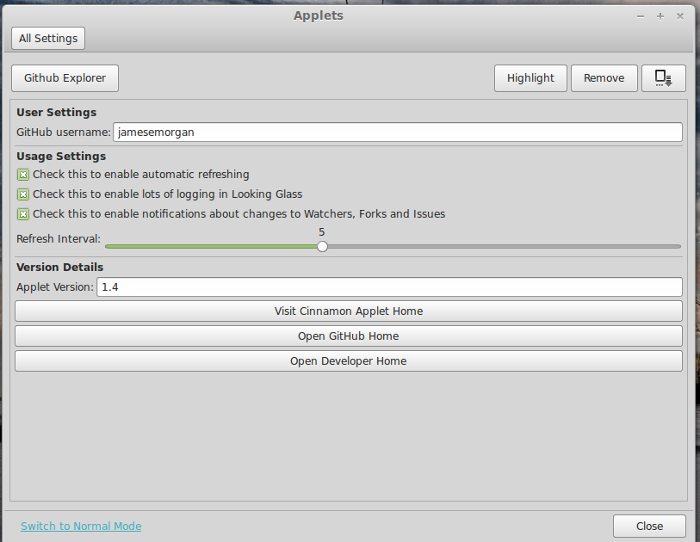 Applets
All Settings
Github Explorer
Highlight
Remove
User Settings
GitHub username: jamesemorgan
Usage Settings
Check this to enable automatic refreshing
Check this to enable lots of logging in Looking Glass
Check this to enable notifications about changes to Watchers, Forks and Issues
5
Refresh Interval:
Version Details
Applet Version: 1.4
Visit Cinnamon Applet Home
Open GitHub Home
Open Developer Home
Switch to Normal Mode
Close